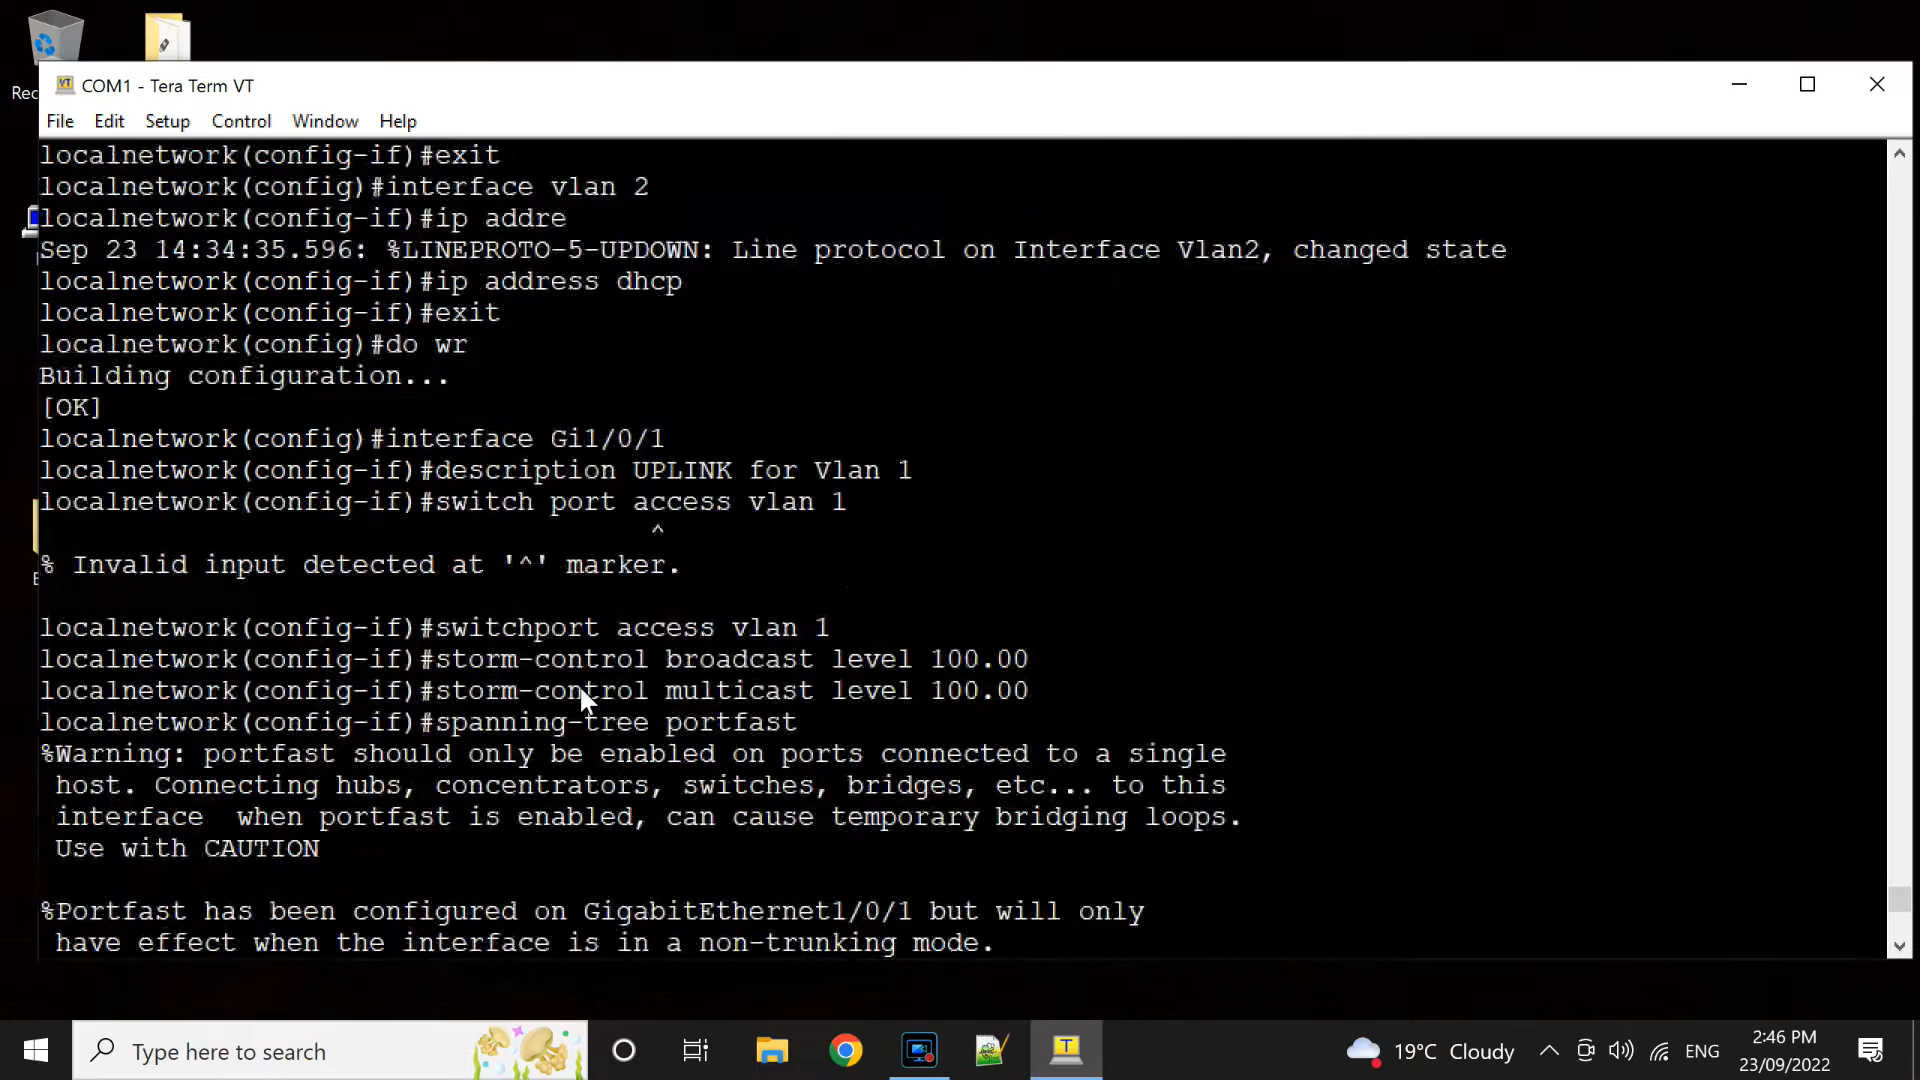 Rec
COM1 - Tera Term VT
File Edit Setup Control Window Help
localnetwork(config-if)#exit
localnetwork(config)#interface vlan 2
localnetwork(config-if)#ip addre
Sep 23 14:34:35.596: %LINEPROTO-5-UPDOWN: Line protocol on Interface Vlan2, changed state
localnetwork(config-if)#ip address dhcp
localnetwork(config-if)#exit
localnetwork(config)#do wr
Building configuration...
[OK]
localnetwork(config)#interface Gi1/0/1
localnetwork(config-if)#description UPLINK for Vlan 1
localnetwork(config-if)#switch port access vlan 1
^
% Invalid input detected at '^' marker.
localnetwork(config-if)#switchport access vlan 1
localnetwork(config-if)#storm-control broadcast level 100.00
localnetwork(config-if)#storm-control multicast level 100.00
localnetwork(config-if)#spanning-tree portfast
%Warning: portfast should only be enabled on ports connected to a single
host. Connecting hubs, concentrators, switches, bridges, etc... to this
interface  when portfast is enabled, can cause temporary bridging loops.
Use with CAUTION
%Portfast has been configured on GigabitEthernet1/0/1 but will only
have effect when the interface is in a non-trunking mode.
Type here to search
19°C Cloudy
ENG
2:46 PM
23/09/2022